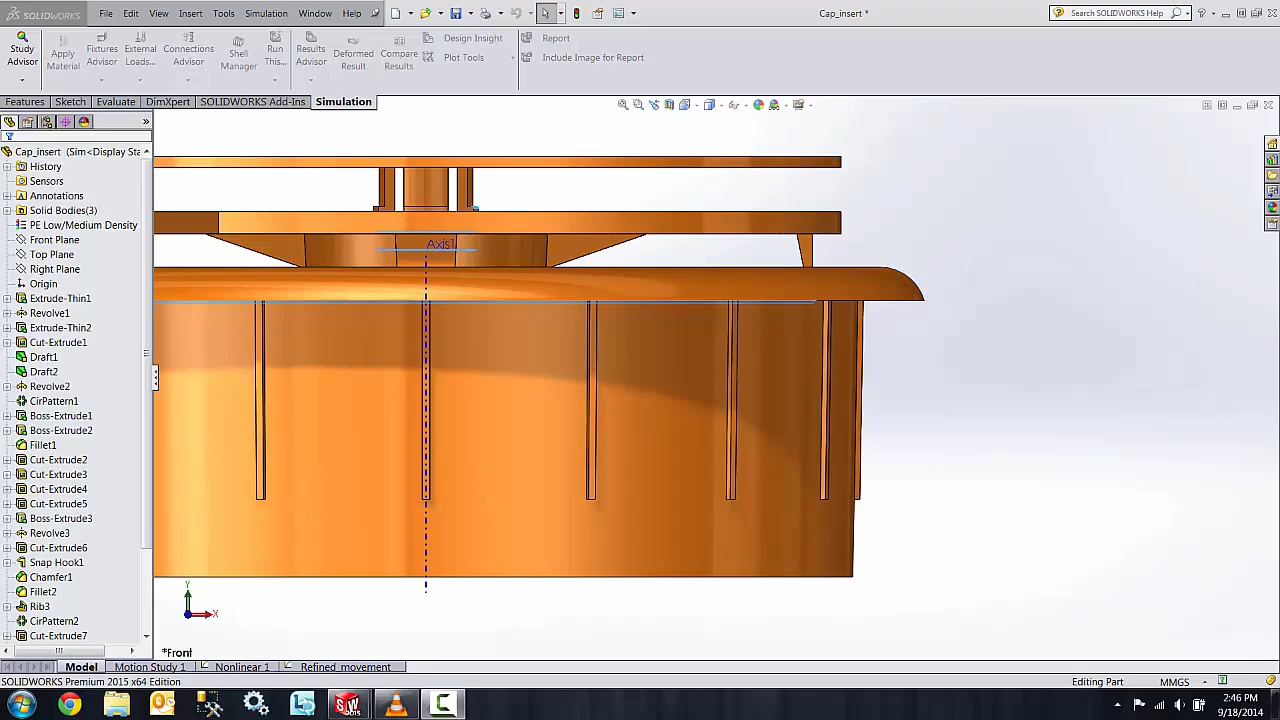 SOLIDWORKS File Edit View Insert Tools Simulation Window Help Cap_insert * Search SOLIDWORKS Help
Study Advisor Apply Material Fixtures Advisor External Loads... Connections Advisor Shell Manager Run This... Results Advisor Deformed Result Compare Results Design Insight Plot Tools Report Include Image for Report
Features Sketch Evaluate DimXpert SOLIDWORKS Add-Ins Simulation
Cap_insert (Sim<Display Sta
History
Sensors
Annotations
Solid Bodies(3)
PE Low/Medium Density
Front Plane
Top Plane
Right Plane
Origin
Extrude-Thin1
Revolve1
Extrude-Thin2
Cut-Extrude1
Draft1
Draft2
Revolve2
CirPattern1
Boss-Extrude1
Boss-Extrude2
Fillet1
Cut-Extrude2
Cut-Extrude3
Cut-Extrude4
Cut-Extrude5
Boss-Extrude3
Revolve3
Cut-Extrude6
Snap Hook1
Chamfer1
Fillet2
Rib3
CirPattern2
Cut-Extrude7
Axis1
Y
X
*Front
Model Motion Study 1 Nonlinear 1 Refined_movement
SOLIDWORKS Premium 2015 x64 Edition Editing Part MMGS
2:46 PM
9/18/2014